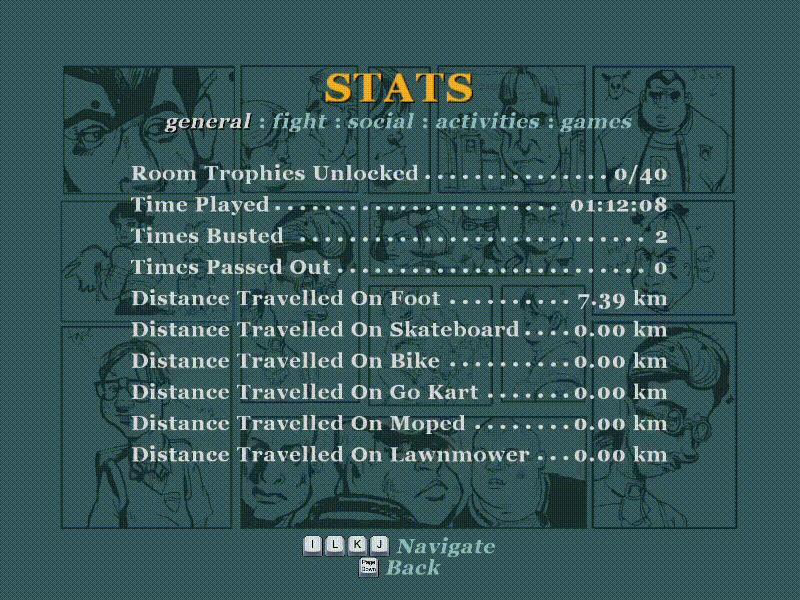 STATS
general : fight : social : activities : games
Room Trophies Unlocked ............... 0/40
Time Played ........................ 01:12:08
Times Busted ............................. 2
Times Passed Out ......................... 0
Distance Travelled On Foot .......... 7.39 km
Distance Travelled On Skateboard ....0.00 km
Distance Travelled On Bike ..........0.00 km
Distance Travelled On Go Kart .......0.00 km
Distance Travelled On Moped ........0.00 km
Distance Travelled On Lawnmower ...0.00 km
I L K J Navigate
Page Down Back